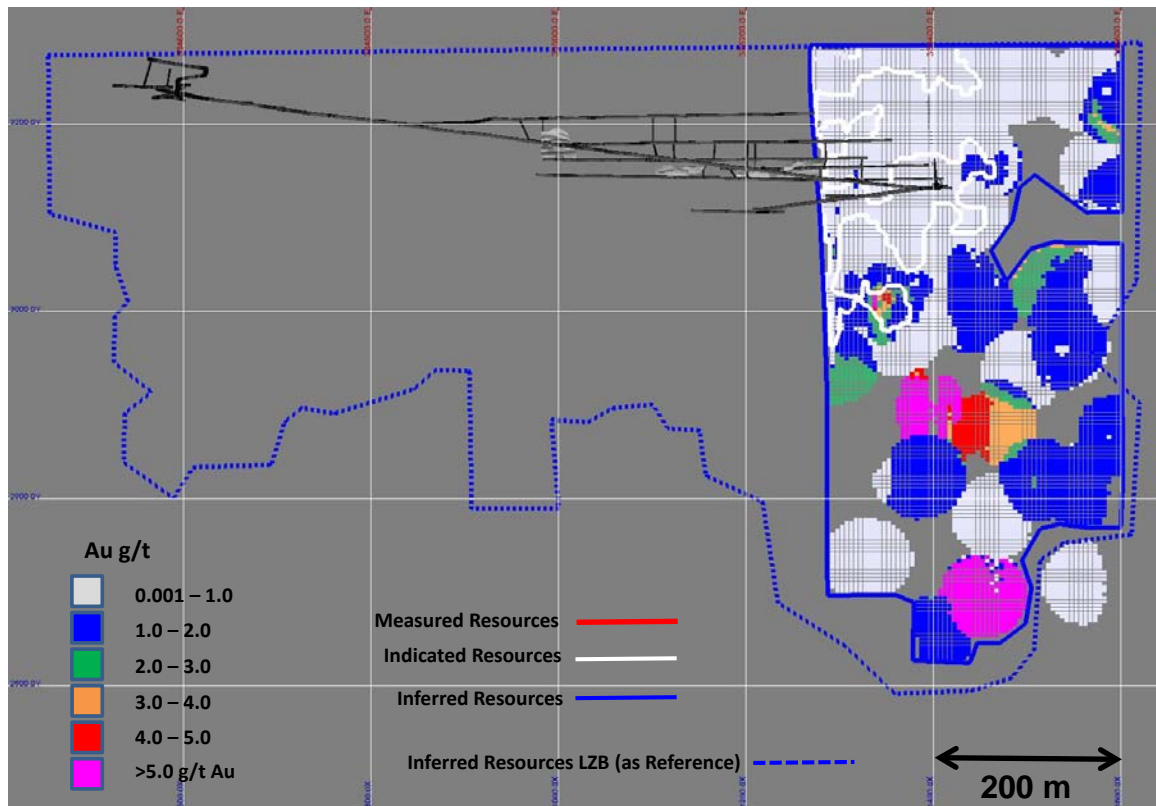 Au g/t
0.001 – 1.0
1.0 – 2.0
2.0 – 3.0
3.0 – 4.0
4.0 – 5.0
>5.0 g/t Au
Measured Resources
Indicated Resources
Inferred Resources
Inferred Resources LZB (as Reference)
200 m